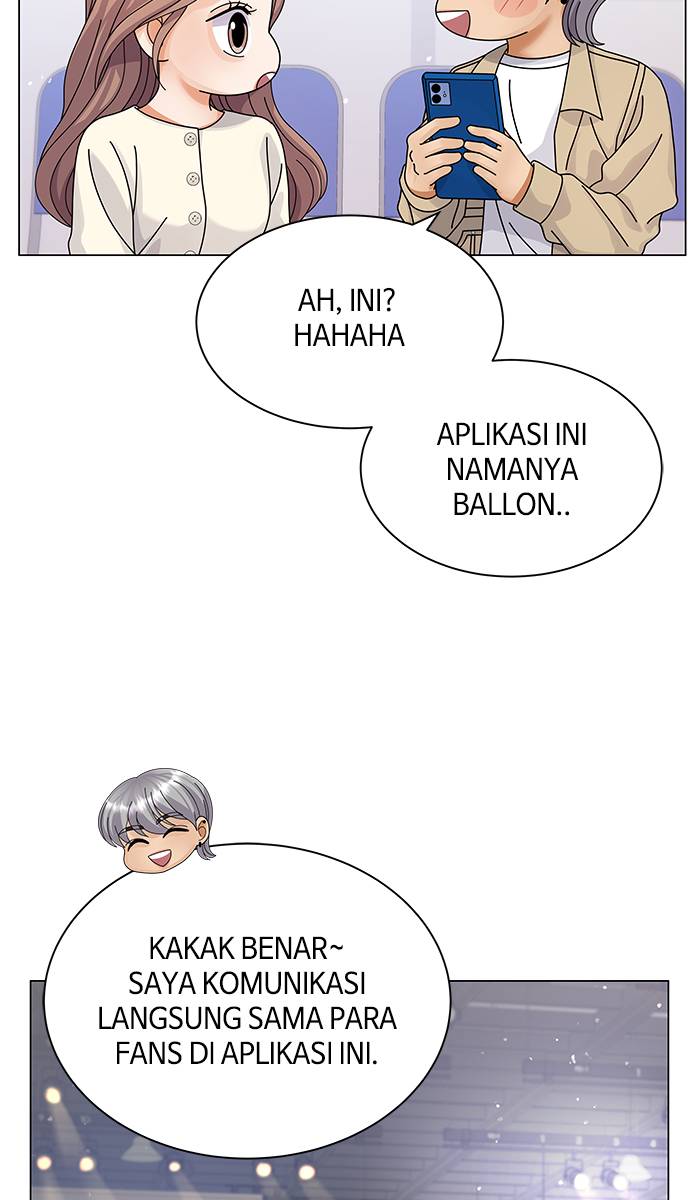 AH, INI?
HAHAHA
APLIKASI INI
NAMANYA
BALLON..
KAKAK BENAR~
SAYA KOMUNIKASI
LANGSUNG SAMA PARA
FANS DI APLIKASI INI.